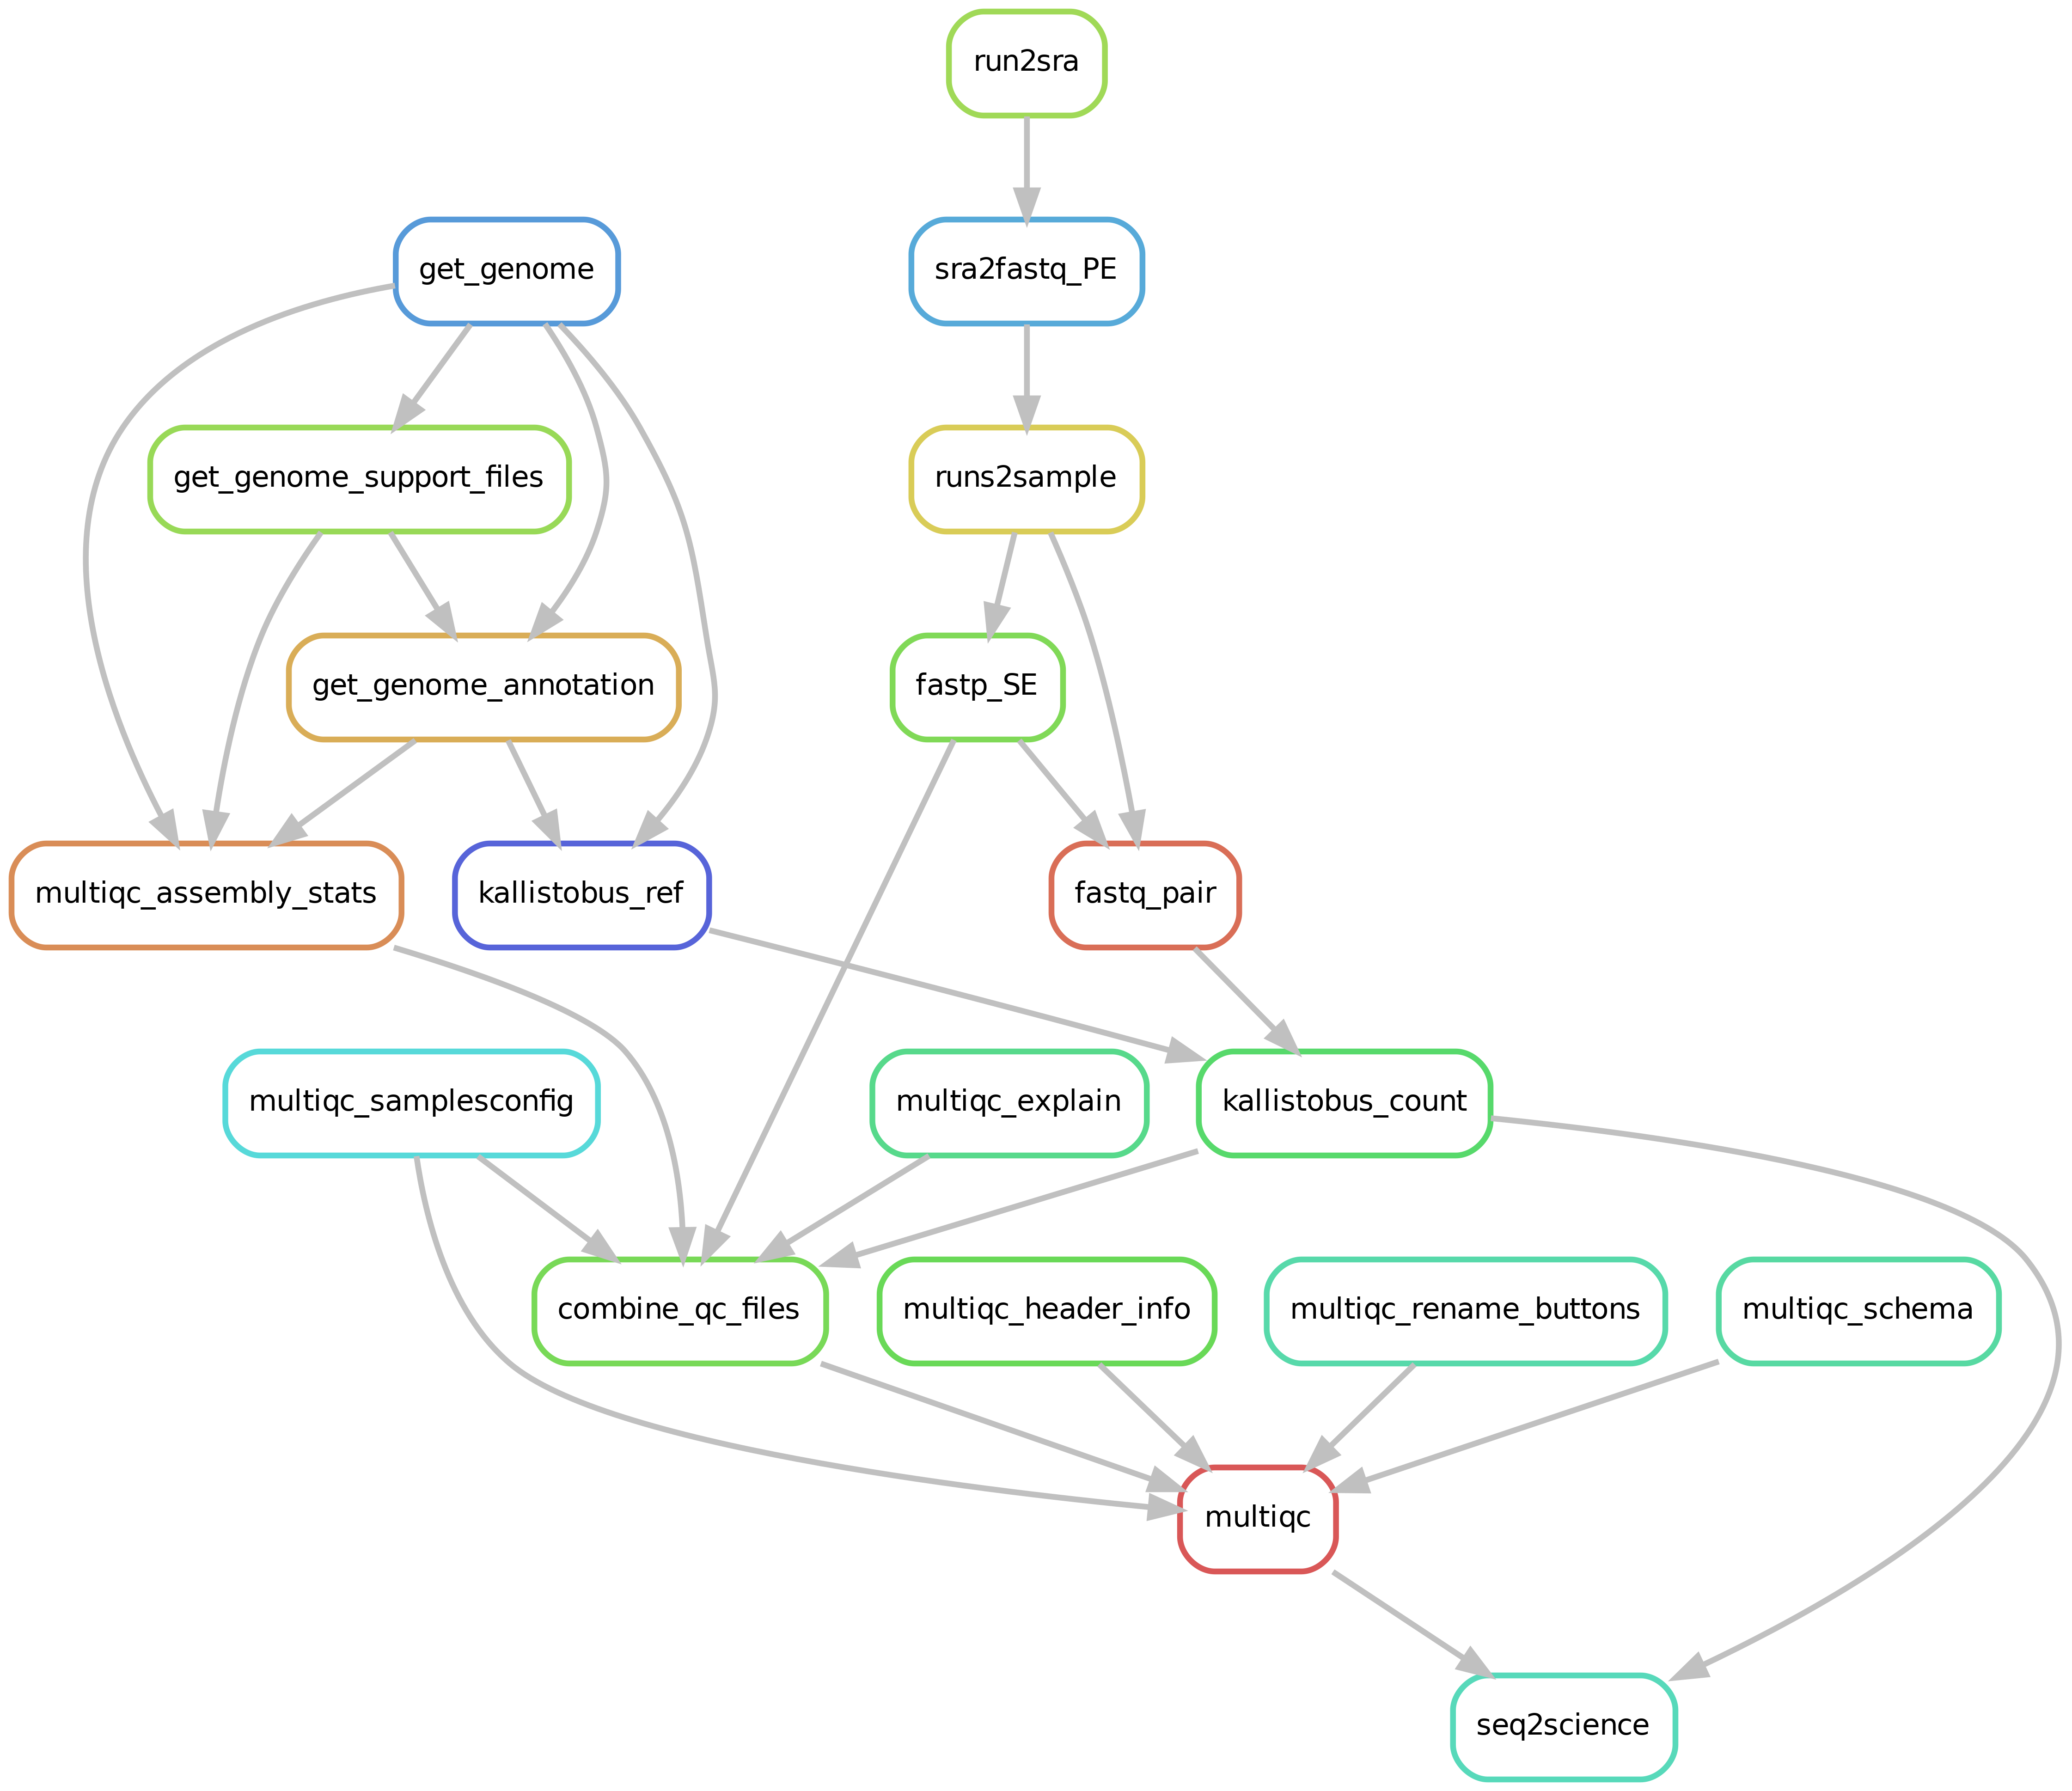 run2sra
get_genome
sra2fastq_PE
get_genome_support_files
runs2sample
get_genome_annotation
fastp_SE
multiqc_assembly_stats
kallistobus_ref
fastq_pair
multiqc_samplesconfig
multiqc_explain
kallistobus_count
combine_qc_files
multiqc_header_info
multiqc_rename_buttons
multiqc_schema
multiqc
seq2science